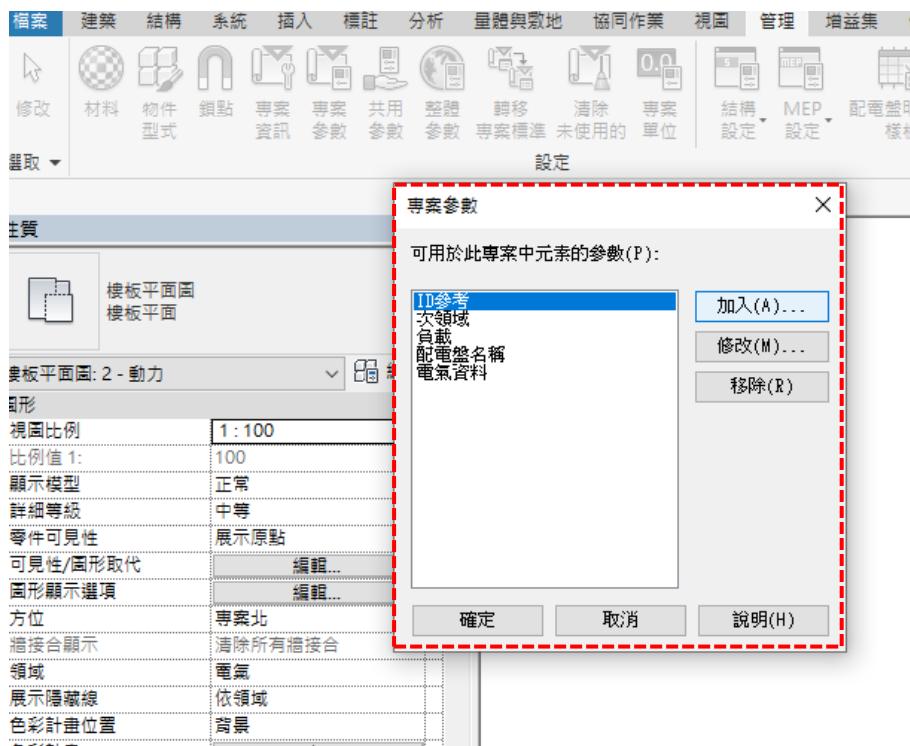 檔案 建築 結構 系統 插入 標註 分析 量體與敷地 協同作業 視圖 管理 增益集
修改 材料 物件 鎖點 專案 專案 共用 整體 轉移 清除 專案 結構 MEP
型式 資訊 參數 參數 參數 專案標準 未使用的 單位 設定 設定
選取 設定
專案參數
可用於此專案中元素的參數(P):
ID參考
次領域
負載
配電盤名稱
電氣資料
加入(A)...
修改(M)...
移除(R)
確定 取消 說明(H)
性質
樓板平面圖
樓板平面
樓板平面圖: 2 - 動力
圖形
視圖比例 1 : 100
比例值 1: 100
顯示模型 正常
詳細等級 中等
零件可見性 展示原點
可見性/圖形取代 編輯...
圖形顯示選項 編輯...
方位 專案北
牆接合顯示 清除所有牆接合
領域 電氣
展示隱藏線 依領域
色彩計畫位置 背景